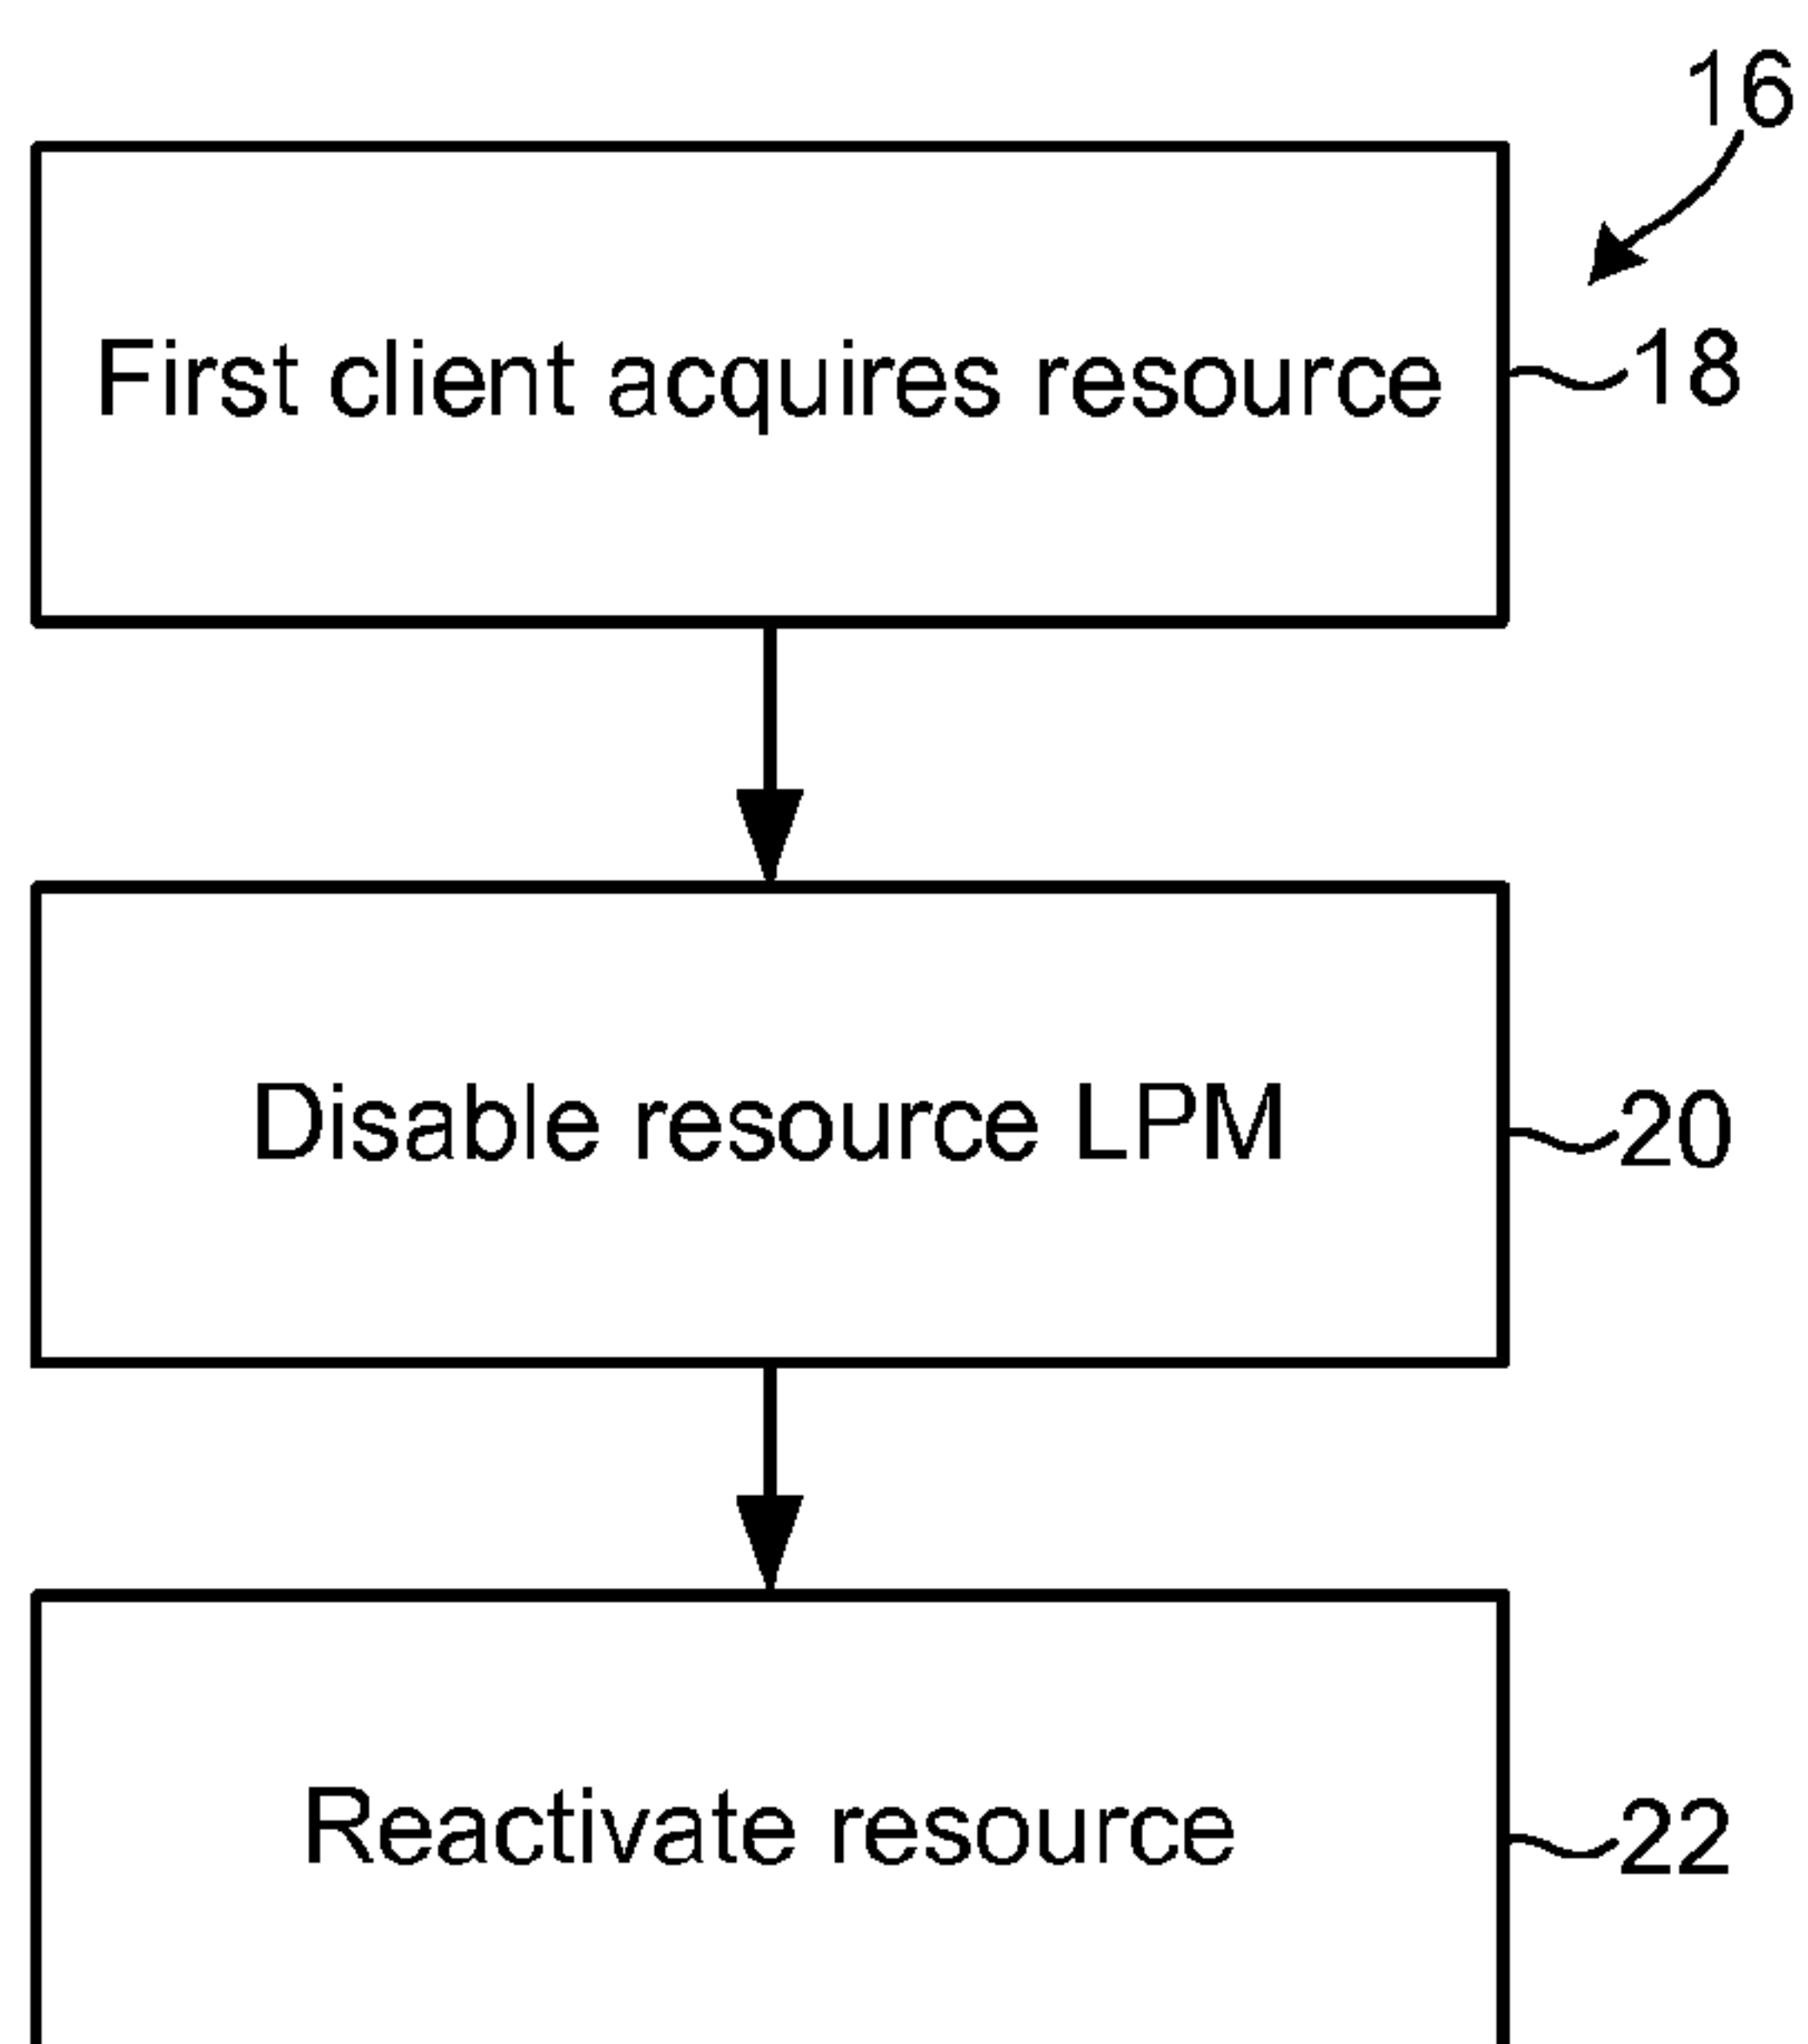 16
First client acquires resource
18
Disable resource LPM
20
Reactivate resource
22